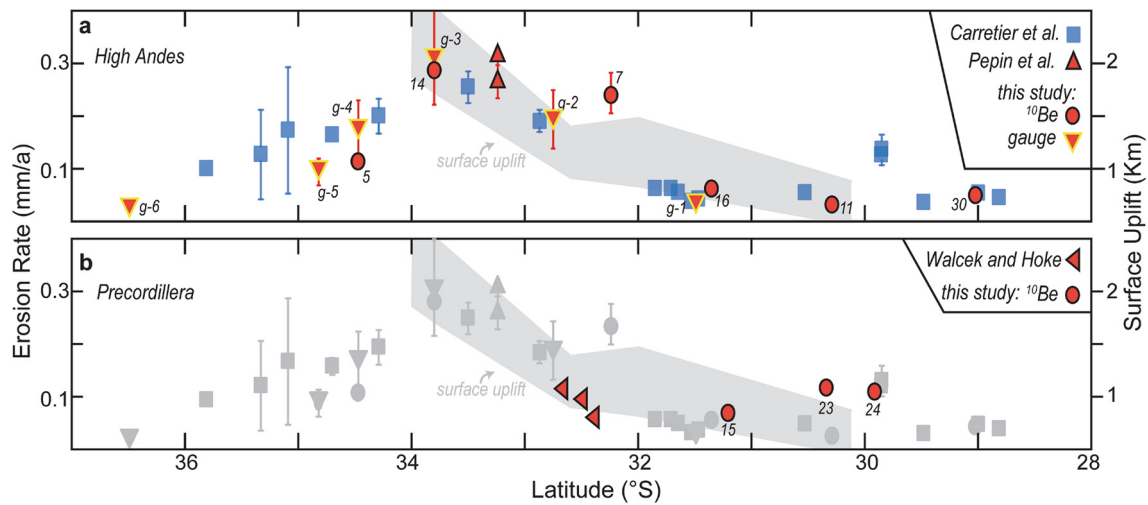 a
High Andes
0.3
0.1
g-3
14
g-4
5
g-5
g-6
g-2
7
surface uplift
g-1
16
11
30
2
1
Carretier et al.
Pepin et al.
this study:
¹⁰Be
gauge
b
Precordillera
0.3
0.1
surface uplift
15
23
24
2
1
Walcek and Hoke
this study: ¹⁰Be
Erosion Rate (mm/a)
Surface Uplift (Km)
36
34
32
30
28
Latitude (°S)